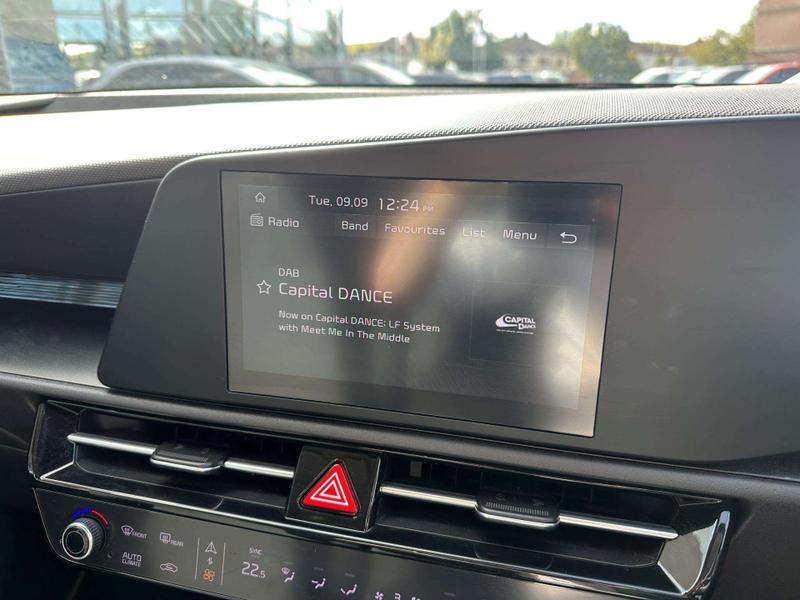 Tue, 09.09 12:24 PM
Radio Band Favourites List Menu
DAB
Capital DANCE
Now on Capital DANCE: LF System
with Meet Me In The Middle
CAPITAL
DANCE
FRONT REAR
AUTO
CLIMATE
SYNC
22.5
3